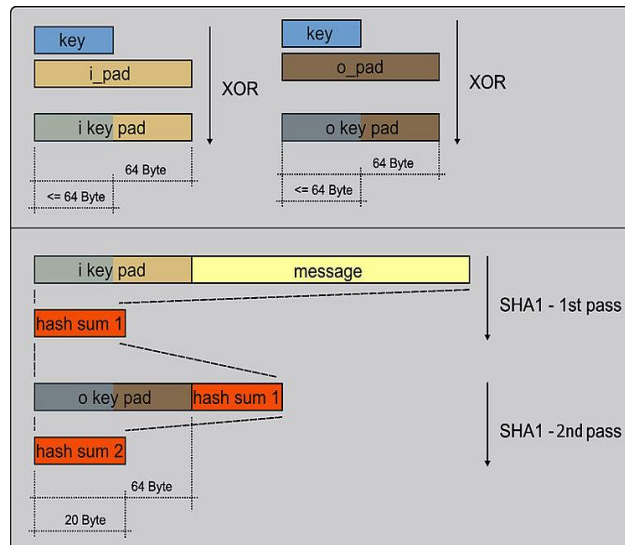 key
i_pad
XOR
i key pad
64 Byte
<= 64 Byte
key
o_pad
XOR
o key pad
64 Byte
<= 64 Byte
i key pad message
SHA1 - 1st pass
hash sum 1
o key pad hash sum 1
SHA1 - 2nd pass
hash sum 2
64 Byte
20 Byte